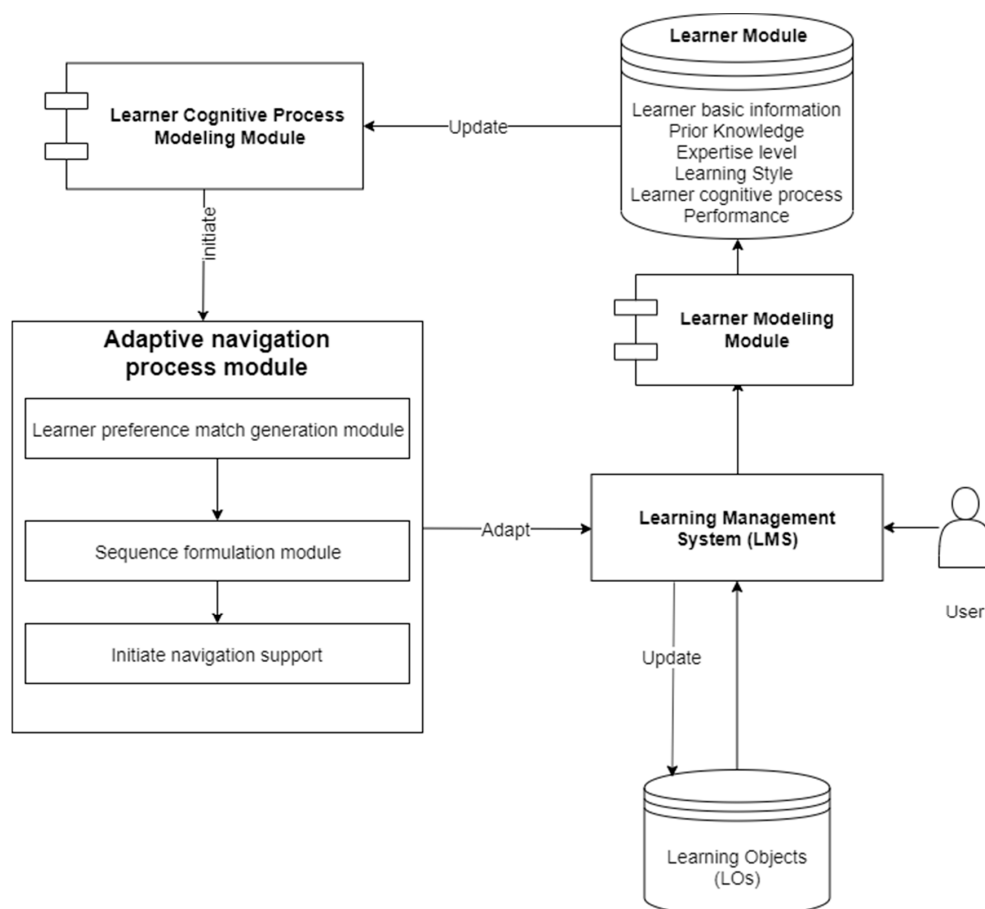 Learner Module
Learner basic information
Prior Knowledge
Expertise level
Learning Style
Learner cognitive process
Performance
Learner Cognitive Process
Modeling Module
Update
initiate
Learner Modeling
Module
Adaptive navigation
process module
Learner preference match generation module
Sequence formulation module
Initiate navigation support
Adapt
Learning Management
System (LMS)
User
Update
Learning Objects
(LOs)